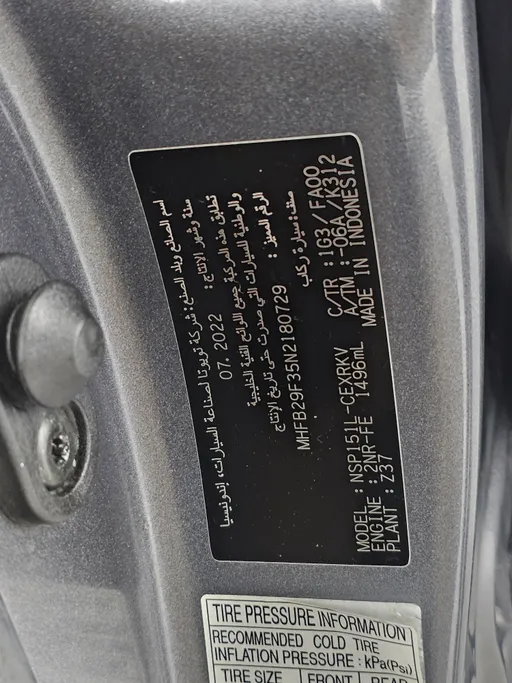 اسم الصانع وبلد الصنع: شركة تويوتا لصناعة السيارات، إندونيسيا
سنة وشهر الإنتاج: 07.2022
تطابق هذه المركبة جميع اللوائح الفنية الخليجية
والوطنية للسيارات التي صدرت حتى تاريخ الإنتاج
الرقم المميز: MHFB29F35N2180729
صنف: سيارة ركاب
MODEL : NSP151L-CEXRKV C/TR : 1G3/FA00
ENGINE : 2NR-FE 1496mL A/TM : -06A/K312
PLANT : Z37 MADE IN INDONESIA
TIRE PRESSURE INFORMATION
RECOMMENDED COLD TIRE
INFLATION PRESSURE : kPa(Psi)
TIRE SIZE FRONT REAR